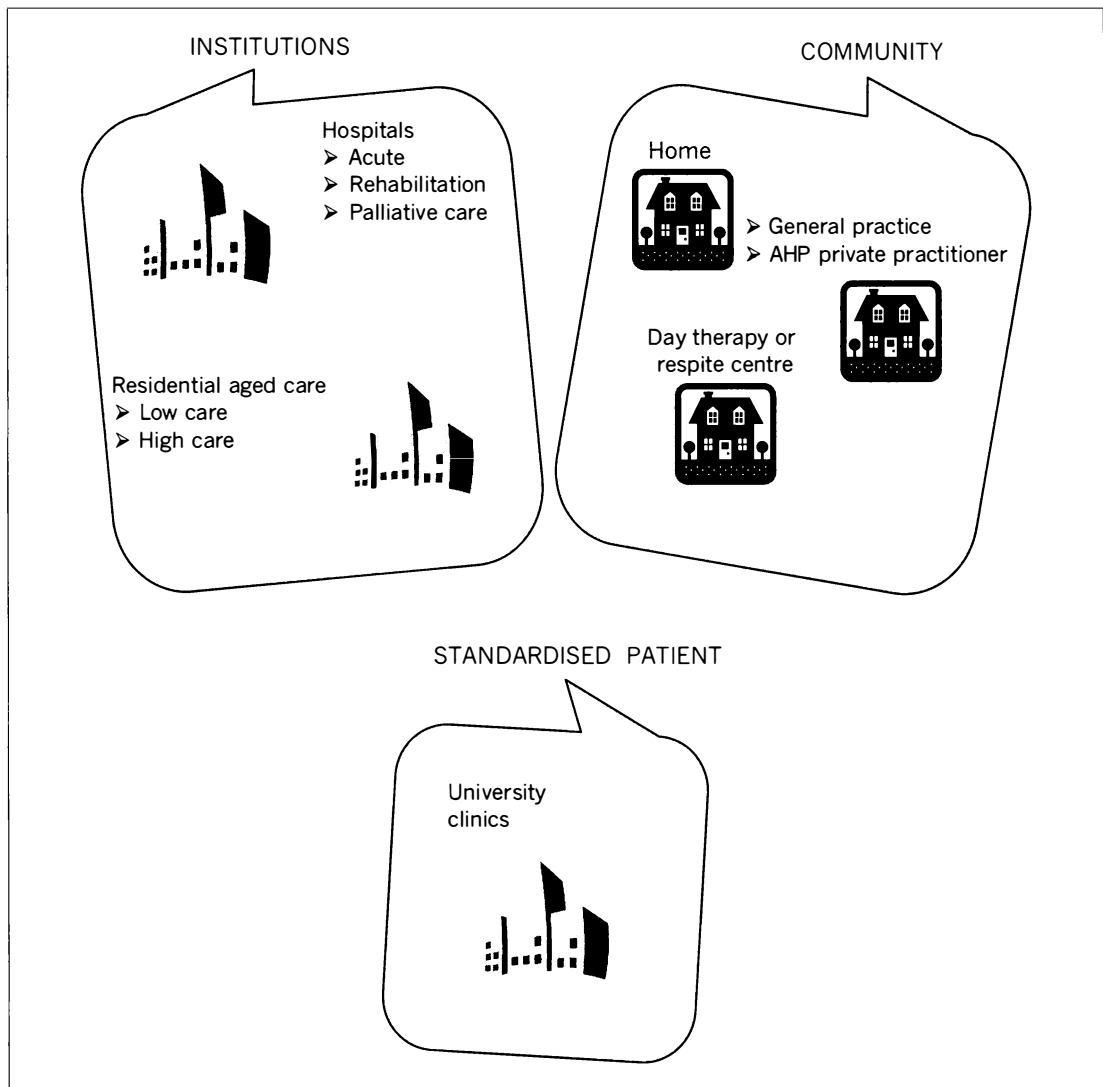 INSTITUTIONS
Hospitals
➢ Acute
➢ Rehabilitation
➢ Palliative care
Residential aged care
➢ Low care
➢ High care
COMMUNITY
Home
➢ General practice
➢ AHP private practitioner
Day therapy or
respite centre
STANDARDISED PATIENT
University
clinics